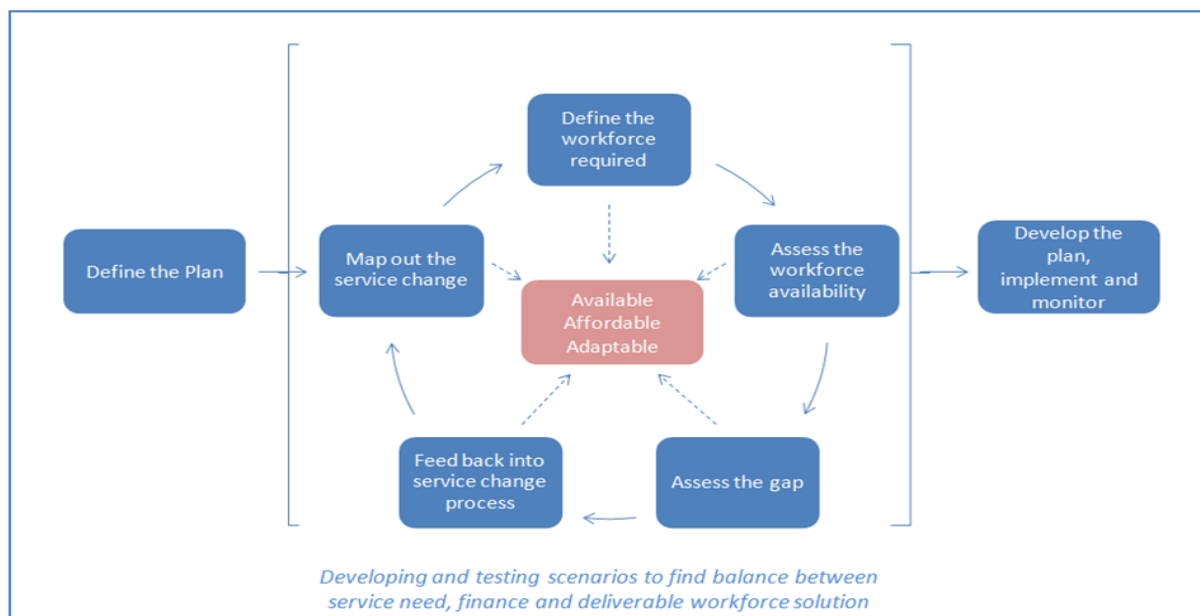 Define the Plan
Map out the
service change
Define the
workforce
required
Assess the
workforce
availability
Assess the gap
Feed back into
service change
process
Available
Affordable
Adaptable
Develop the
plan,
implement and
monitor
Developing and testing scenarios to find balance between
service need, finance and deliverable workforce solution